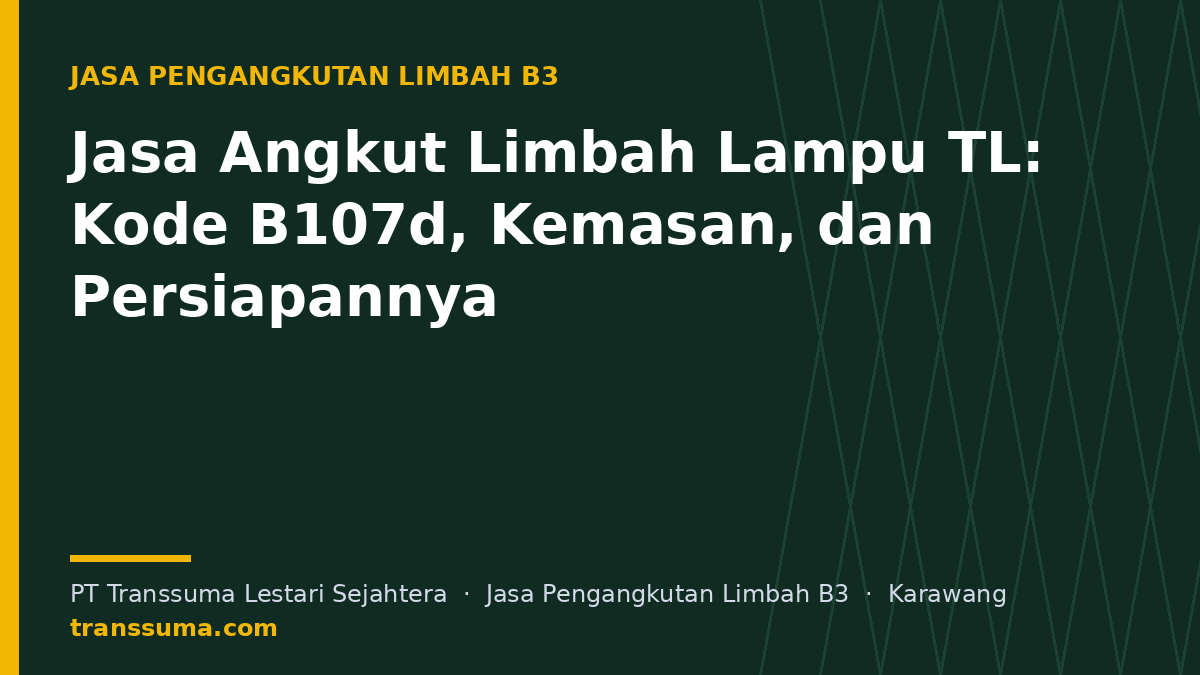 JASA PENGANGKUTAN LIMBAH B3
Jasa Angkut Limbah Lampu TL:
Kode B107d, Kemasan, dan
Persiapannya
PT Transsuma Lestari Sejahtera · Jasa Pengangkutan Limbah B3 · Karawang
transsuma.com